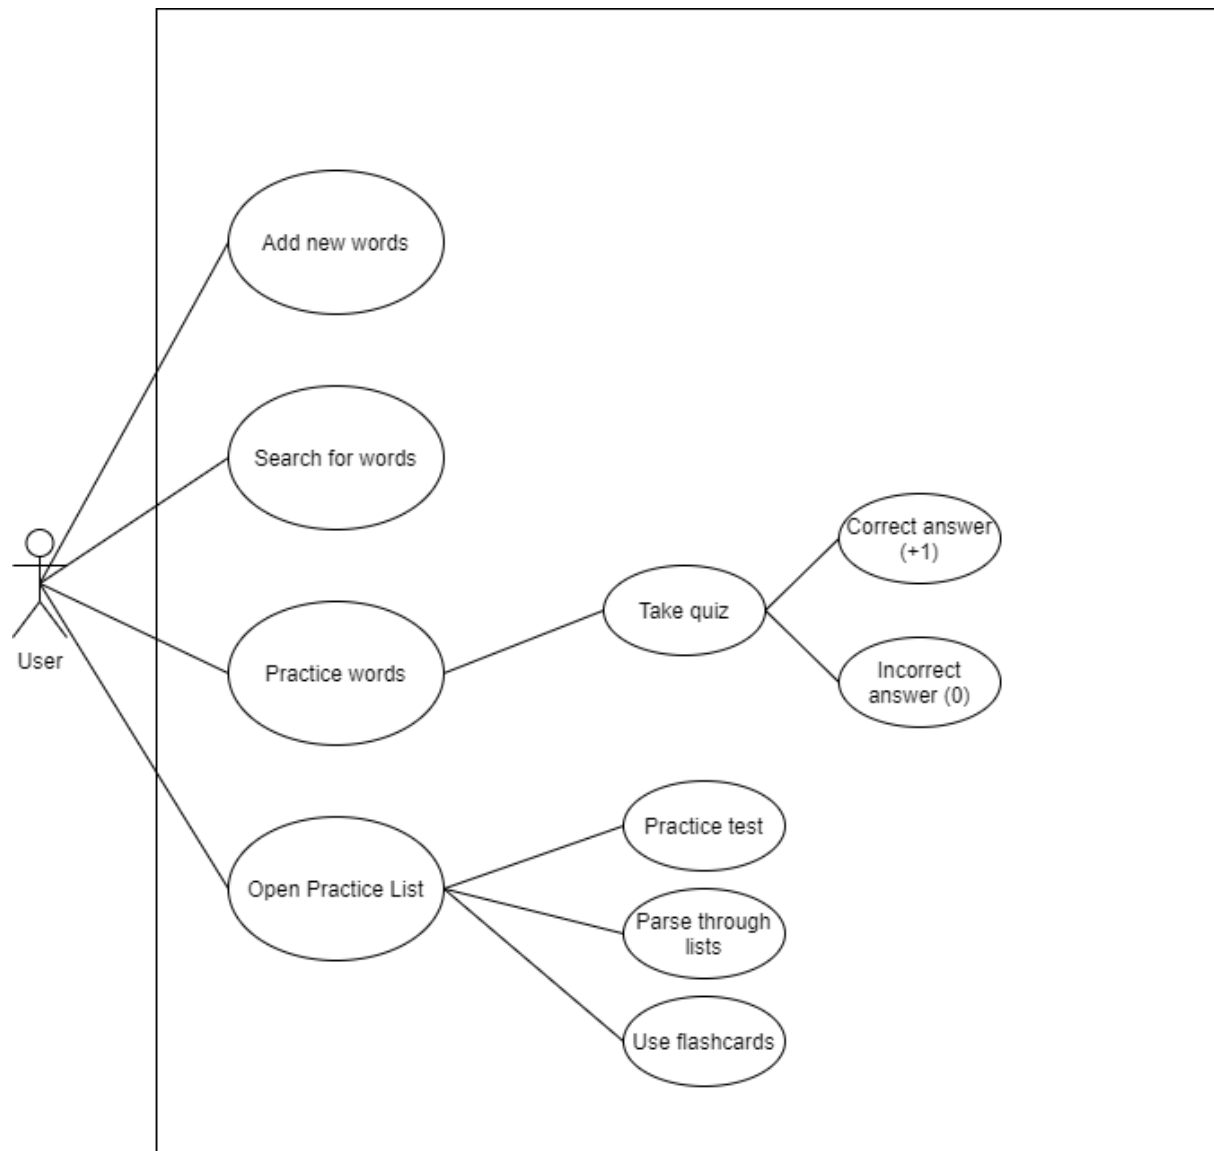 Add new words
Search for words
User
Practice words
Take quiz
Correct answer
(+1)
Incorrect
answer (0)
Open Practice List
Practice test
Parse through
lists
Use flashcards